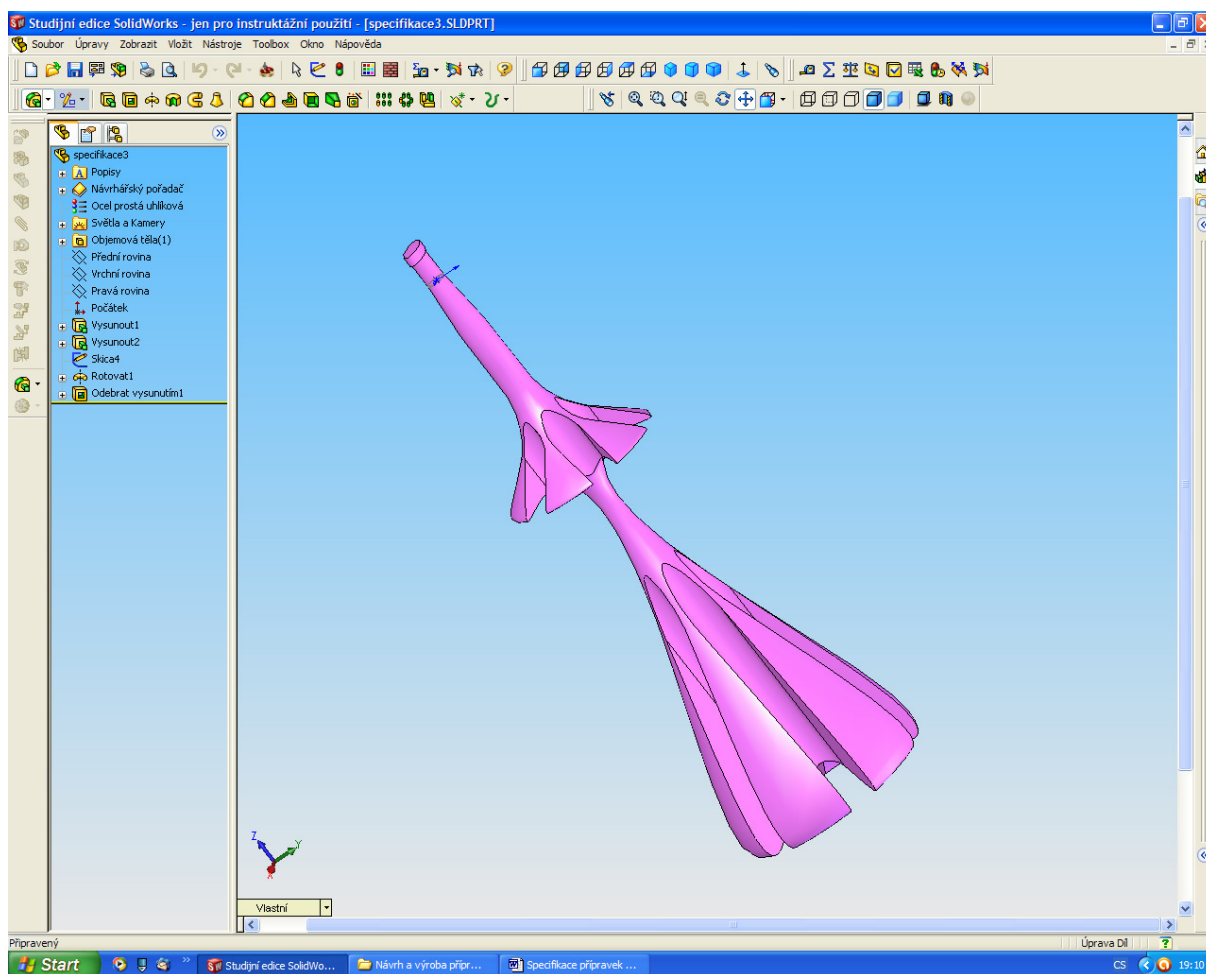 Studijní edice SolidWorks - jen pro instruktážní použití - [specifikace3.SLDPRT]
Soubor Úpravy Zobrazit Vložit Nástroje Toolbox Okno Nápověda
specifikace3
Popisy
Návrhářský pořadač
Ocel prostá uhlíková
Světla a Kamery
Objemová těla(1)
Přední rovina
Vrchní rovina
Pravá rovina
Počátek
Vysunout1
Vysunout2
Skica4
Rotovat1
Odebrat vysunutím1
Z
Y
X
Vlastní
Připravený
Úprava Díl
Start
Studijní edice SolidWo...
Návrh a výroba přípr...
Specifikace přípravek ...
CS
19:10